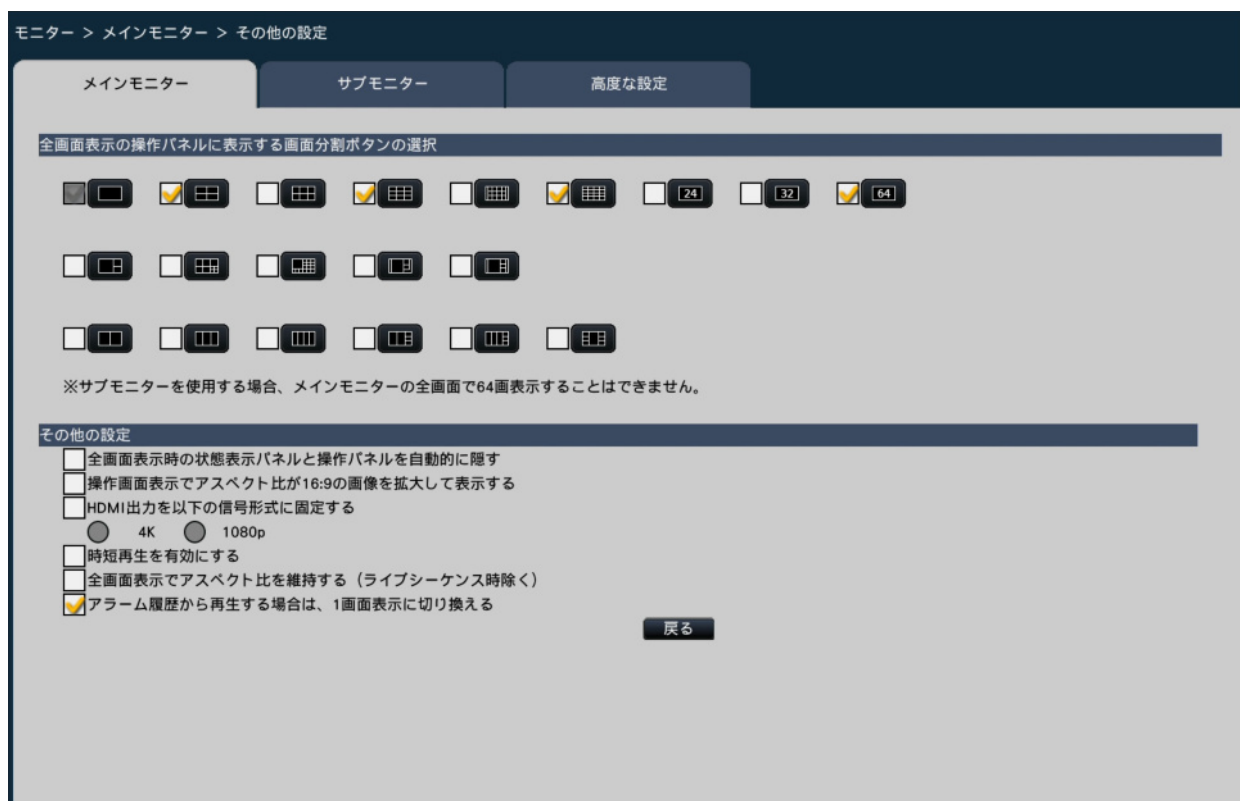 モニター > メインモニター > その他の設定
メインモニター サブモニター 高度な設定
全画面表示の操作パネルに表示する画面分割ボタンの選択
24 32 64
※サブモニターを使用する場合、メインモニターの全画面で64画表示することはできません。
その他の設定
全画面表示時の状態表示パネルと操作パネルを自動的に隠す
操作画面表示でアスペクト比が16:9の画像を拡大して表示する
HDMI出力を以下の信号形式に固定する
4K 1080p
時短再生を有効にする
全画面表示でアスペクト比を維持する（ライブシーケンス時除く）
アラーム履歴から再生する場合は、1画面表示に切り換える
戻る